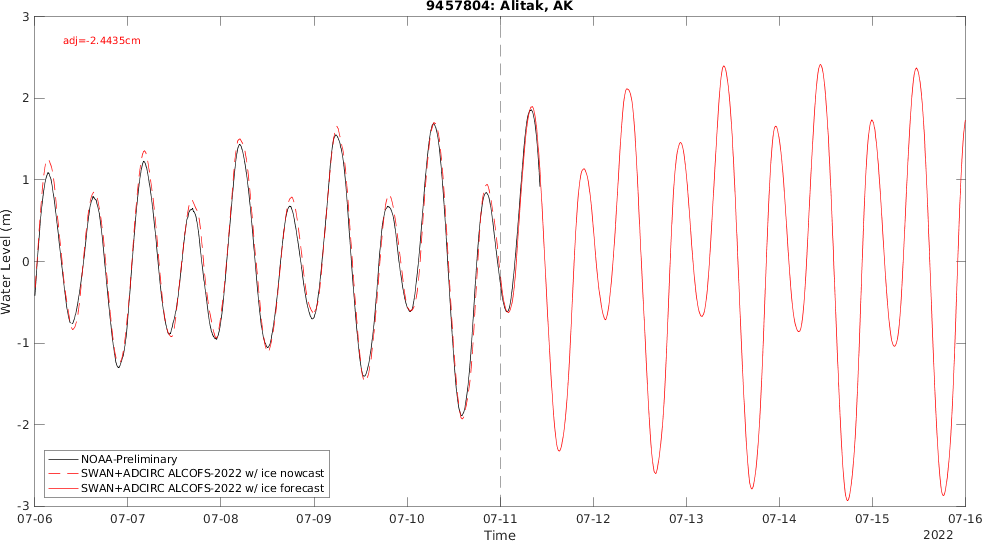 9457804: Alitak, AK
adj=-2.4435cm
3
2
1
0
-1
-2
-3
Water Level (m)
NOAA-Preliminary
SWAN+ADCIRC ALCOFS-2022 w/ ice nowcast
SWAN+ADCIRC ALCOFS-2022 w/ ice forecast
07-06 07-07 07-08 07-09 07-10 07-11 07-12 07-13 07-14 07-15 07-16
Time
2022